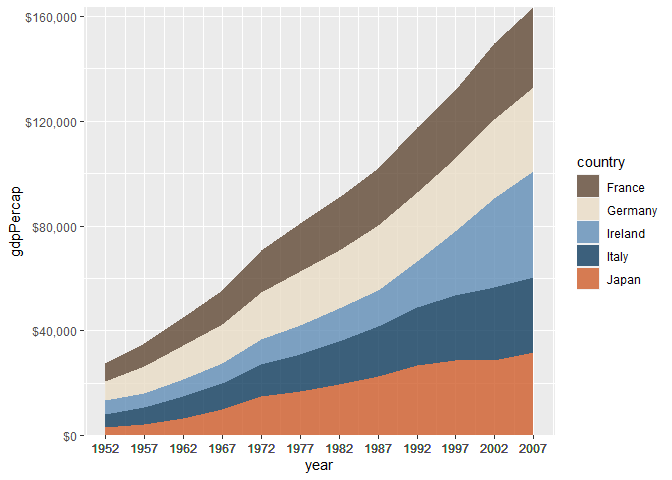 $160,000
$120,000
$80,000
$40,000
$0
gdpPercap
1952 1957 1962 1967 1972 1977 1982 1987 1992 1997 2002 2007
year
country
France
Germany
Ireland
Italy
Japan